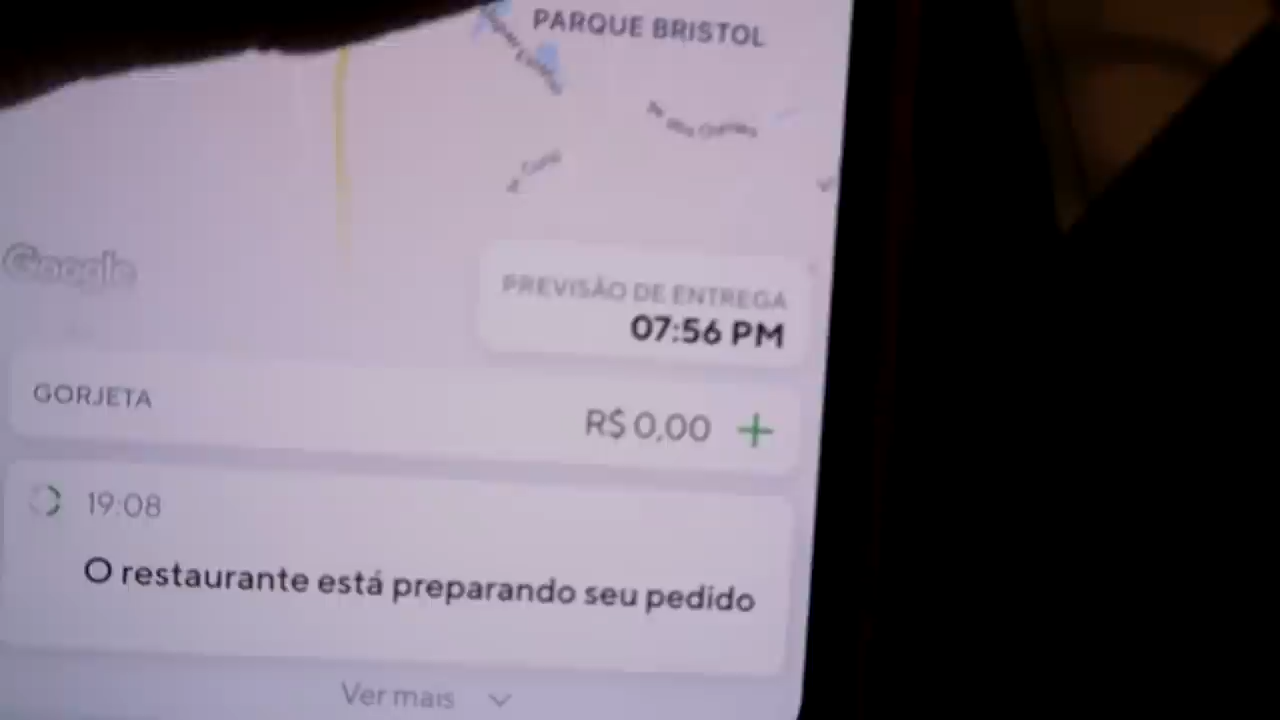 PARQUE BRISTOL
Google
PREVISÃO DE ENTREGA
07:56 PM
GORJETA
R$ 0,00 +
19:08
O restaurante está preparando seu pedido
Ver mais